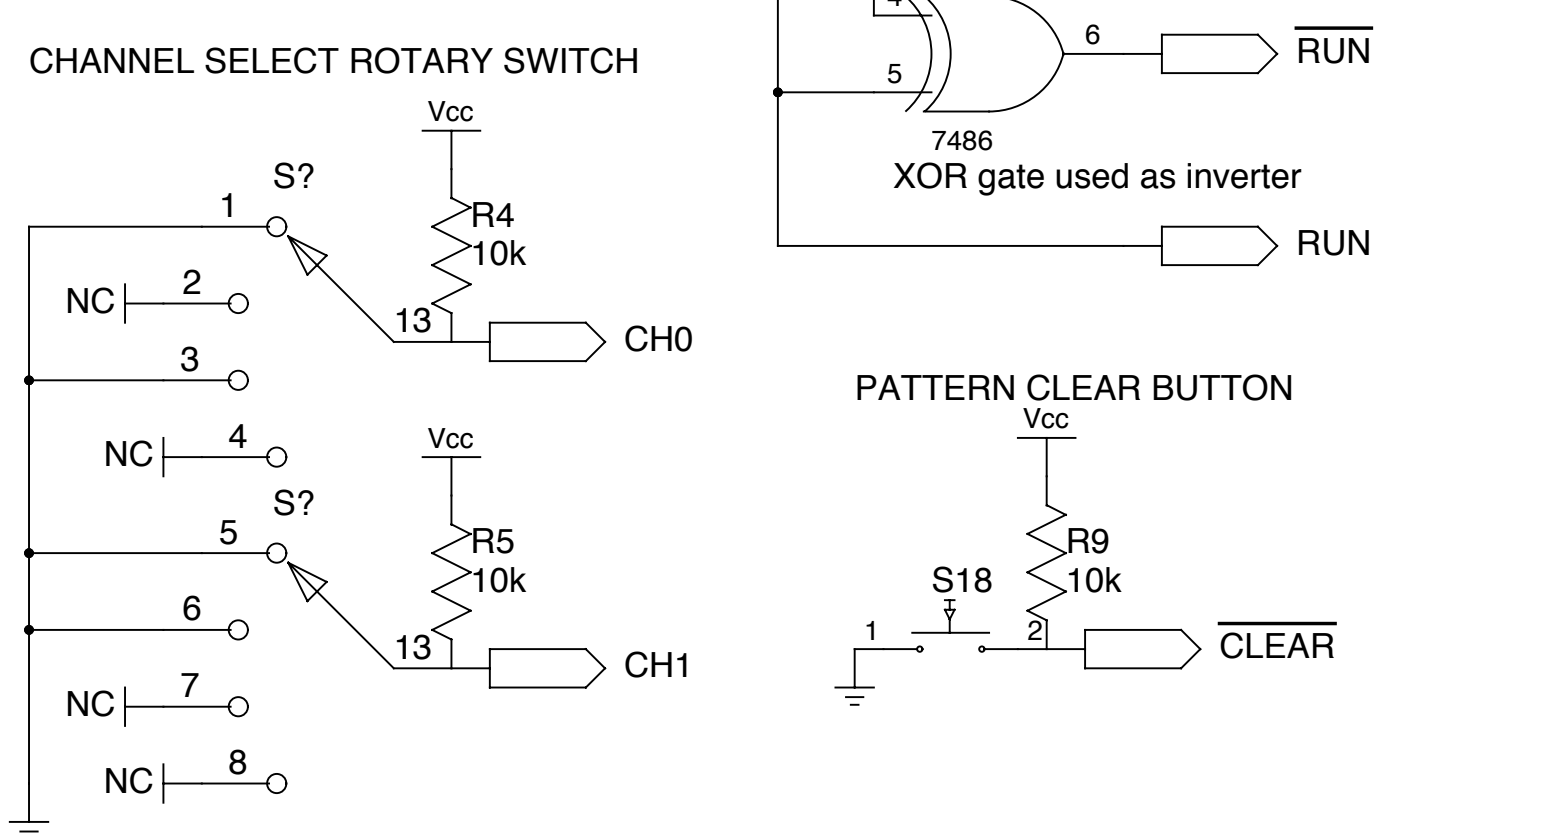 CHANNEL SELECT ROTARY SWITCH
Vcc
S?
1
R4
10k
NC
2
13
CH0
3
NC
4
Vcc
S?
5
R5
10k
6
13
CH1
NC
7
NC
8
4
5
6
RUN
7486
XOR gate used as inverter
RUN
PATTERN CLEAR BUTTON
Vcc
R9
10k
S18
1
2
CLEAR